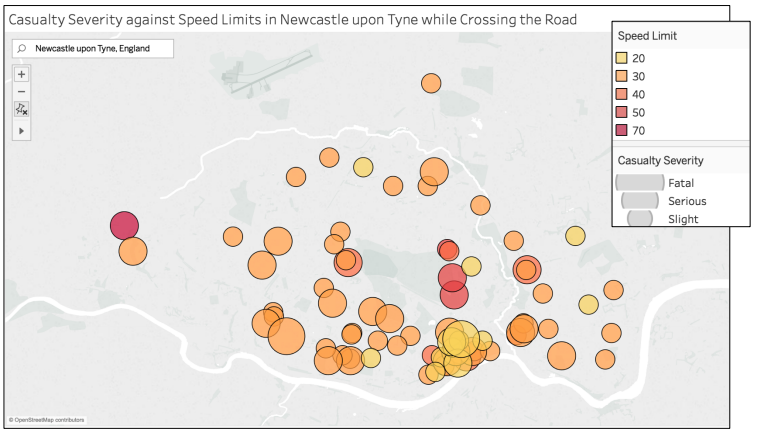 Casualty Severity against Speed Limits in Newcastle upon Tyne while Crossing the Road
Newcastle upon Tyne, England
+
−
Speed Limit
20
30
40
50
70
Casualty Severity
Fatal
Serious
Slight
© OpenStreetMap contributors